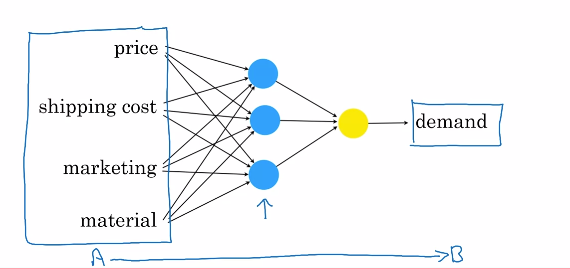 price
shipping cost
marketing
material
demand
A
B